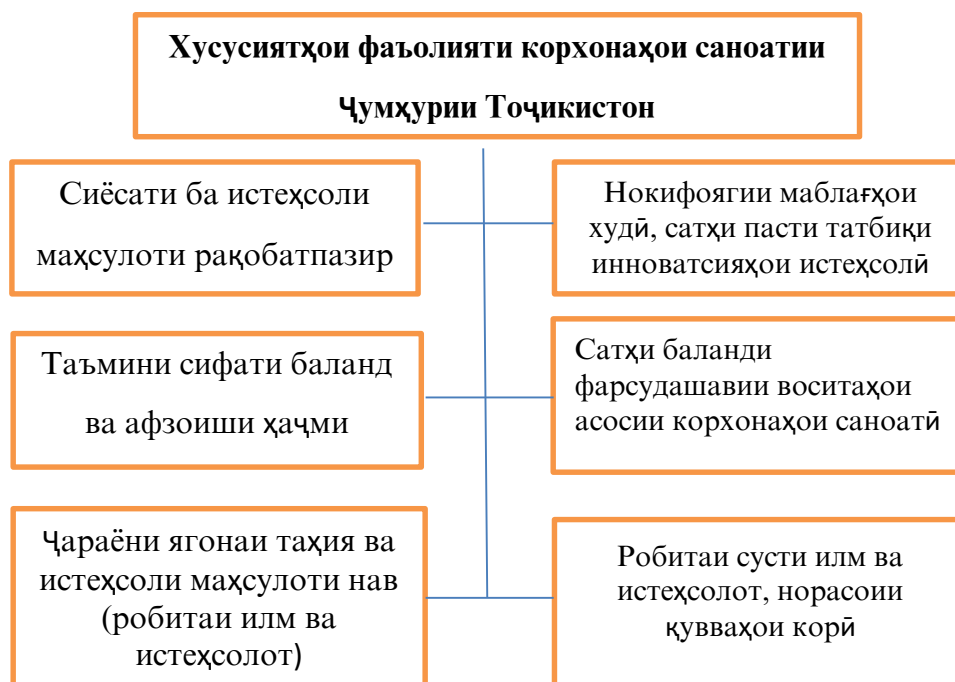 Хусусиятҳои фаъолияти корхонаҳои саноатии
Ҷумҳурии Тоҷикистон
Сиёсати ба истеҳсоли
маҳсулоти рақобатпазир
Нокифоягии маблағҳои
худӣ, сатҳи пасти татбиқи
инноватсияҳои истеҳсолӣ
Таъмини сифати баланд
ва афзоиши ҳаҷми
Сатҳи баланди
фарсудашавии воситаҳои
асосии корхонаҳои саноатӣ
Ҷараёни ягонаи таҳия ва
истеҳсоли маҳсулоти нав
(робитаи илм ва
истеҳсолот)
Робитаи сусти илм ва
истеҳсолот, норасоии
қувваҳои корӣ